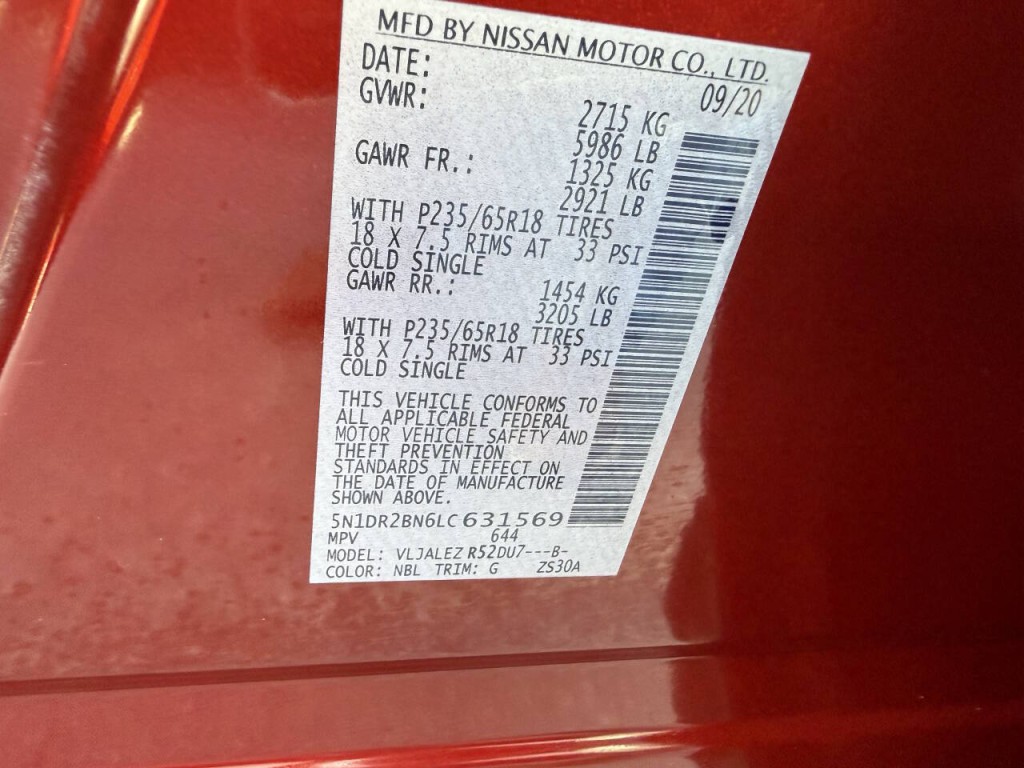 MFD BY NISSAN MOTOR CO., LTD.
DATE: 09/20
GVWR: 2715 KG
5986 LB
GAWR FR.: 1325 KG
2921 LB
WITH P235/65R18 TIRES
18 X 7.5 RIMS AT 33 PSI
COLD SINGLE
GAWR RR.: 1454 KG
3205 LB
WITH P235/65R18 TIRES
18 X 7.5 RIMS AT 33 PSI
COLD SINGLE
THIS VEHICLE CONFORMS TO
ALL APPLICABLE FEDERAL
MOTOR VEHICLE SAFETY AND
THEFT PREVENTION
STANDARDS IN EFFECT ON
THE DATE OF MANUFACTURE
SHOWN ABOVE.
5N1DR2BN6LC631569
MPV 644
MODEL: VLJALEZ R52DU7---B-
COLOR: NBL TRIM: G ZS30A